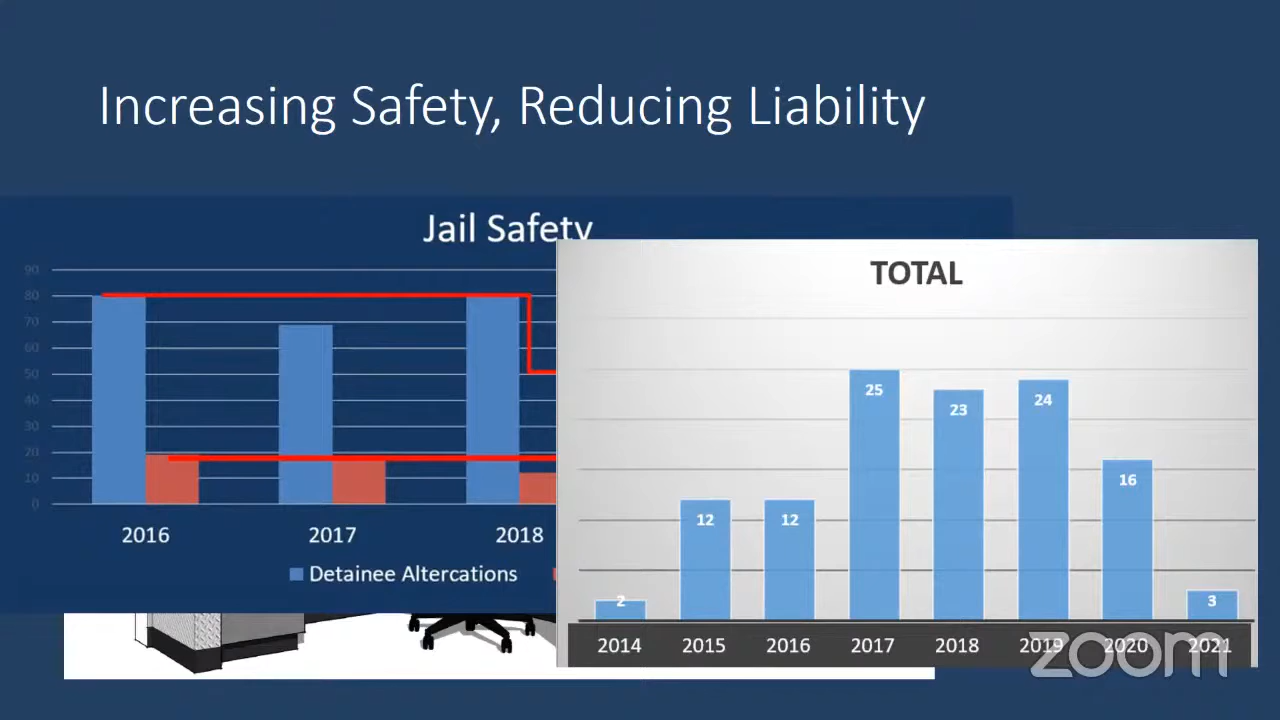 Increasing Safety, Reducing Liability
Jail Safety
90
80
70
60
50
40
30
20
10
0
2016 2017 2018
Detainee Altercations
TOTAL
2 12 12 25 23 24 16 3
2014 2015 2016 2017 2018 2019 2020 2021
zoom